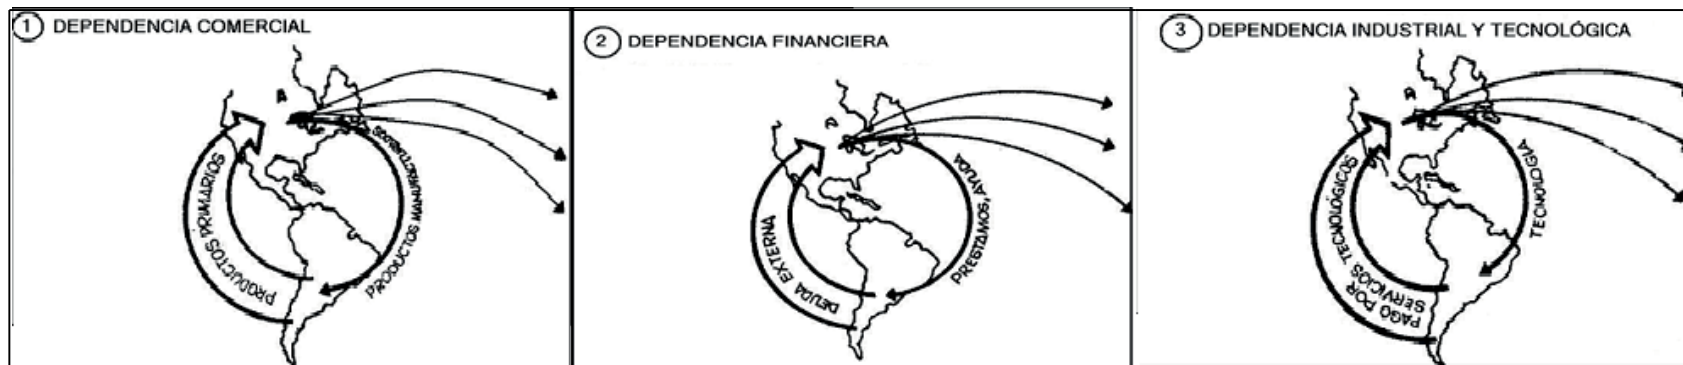 1 DEPENDENCIA COMERCIAL
A
PRODUCTOS PRIMARIOS
PRODUCTOS MANUFACTURADOS
2 DEPENDENCIA FINANCIERA
DEUDA EXTERNA
PRESTAMOS, AYUDA
3 DEPENDENCIA INDUSTRIAL Y TECNOLÓGICA
A
PAGO POR
SERVICIOS TECNOLÓGICOS
TECNOLOGIA